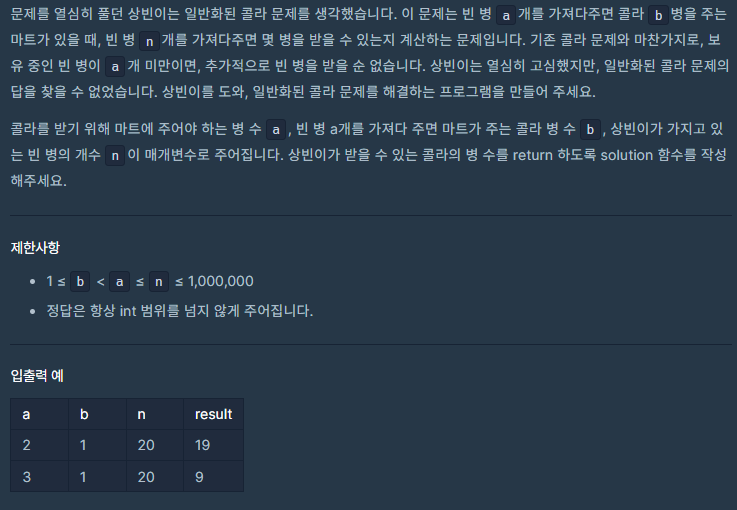 문제를 열심히 풀던 상빈이는 일반화된 콜라 문제를 생각했습니다. 이 문제는 빈 병 a개를 가져다주면 콜라 b병을 주는
마트가 있을 때, 빈 병 n개를 가져다주면 몇 병을 받을 수 있는지 계산하는 문제입니다. 기존 콜라 문제와 마찬가지로, 보
유 중인 빈 병이 a개 미만이면, 추가적으로 빈 병을 받을 순 없습니다. 상빈이는 열심히 고심했지만, 일반화된 콜라 문제의
답을 찾을 수 없었습니다. 상빈이를 도와, 일반화된 콜라 문제를 해결하는 프로그램을 만들어 주세요.
콜라를 받기 위해 마트에 주어야 하는 병 수 a, 빈 병 a개를 가져다 주면 마트가 주는 콜라 병 수 b, 상빈이가 가지고 있
는 빈 병의 개수 n이 매개변수로 주어집니다. 상빈이가 받을 수 있는 콜라의 병 수를 return 하도록 solution 함수를 작성
해주세요.
제한사항
• 1 ≤ b < a ≤ n ≤ 1,000,000
• 정답은 항상 int 범위를 넘지 않게 주어집니다.
입출력 예
a b n result
2 1 20 19
3 1 20 9